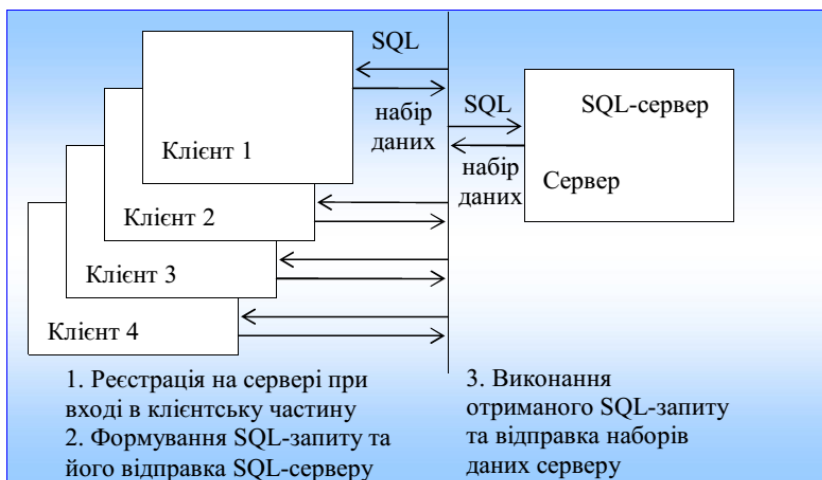 SQL
набір
даних
SQL
набір
даних
SQL-сервер
Сервер
Клієнт 1
Клієнт 2
Клієнт 3
Клієнт 4
1. Реєстрація на сервері при
вході в клієнтську частину
2. Формування SQL-запиту та
його відправка SQL-серверу
3. Виконання
отриманого SQL-запиту
та відправка наборів
даних серверу